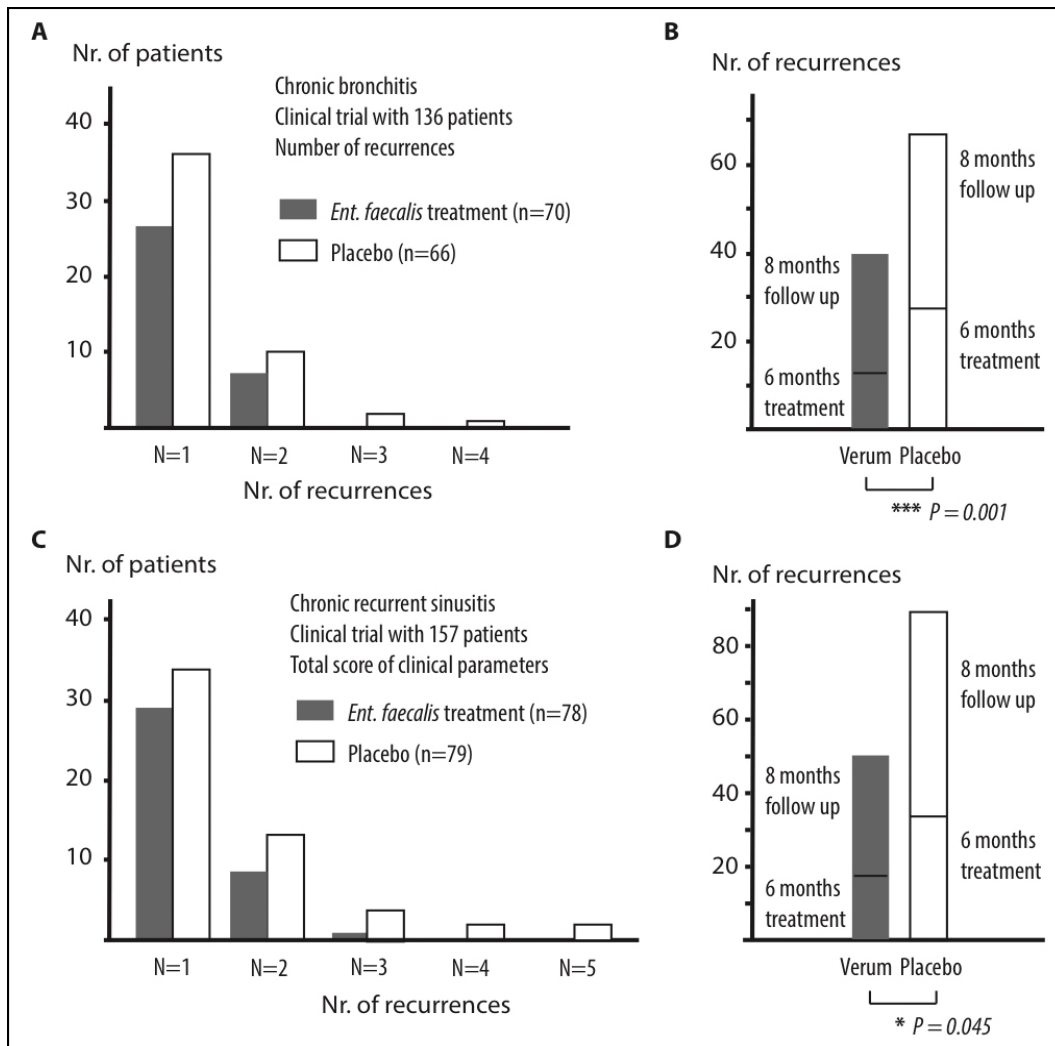 A
Nr. of patients
Chronic bronchitis
Clinical trial with 136 patients
Number of recurrences
Ent. faecalis treatment (n=70)
Placebo (n=66)
40
30
20
10
N=1 N=2 N=3 N=4
Nr. of recurrences
B
Nr. of recurrences
60
40
20
8 months
follow up
8 months
follow up
6 months
treatment
6 months
treatment
Verum Placebo
*** P = 0.001
C
Nr. of patients
Chronic recurrent sinusitis
Clinical trial with 157 patients
Total score of clinical parameters
Ent. faecalis treatment (n=78)
Placebo (n=79)
40
30
20
10
N=1 N=2 N=3 N=4 N=5
Nr. of recurrences
D
Nr. of recurrences
80
60
40
20
8 months
follow up
8 months
follow up
6 months
treatment
6 months
treatment
Verum Placebo
* P = 0.045